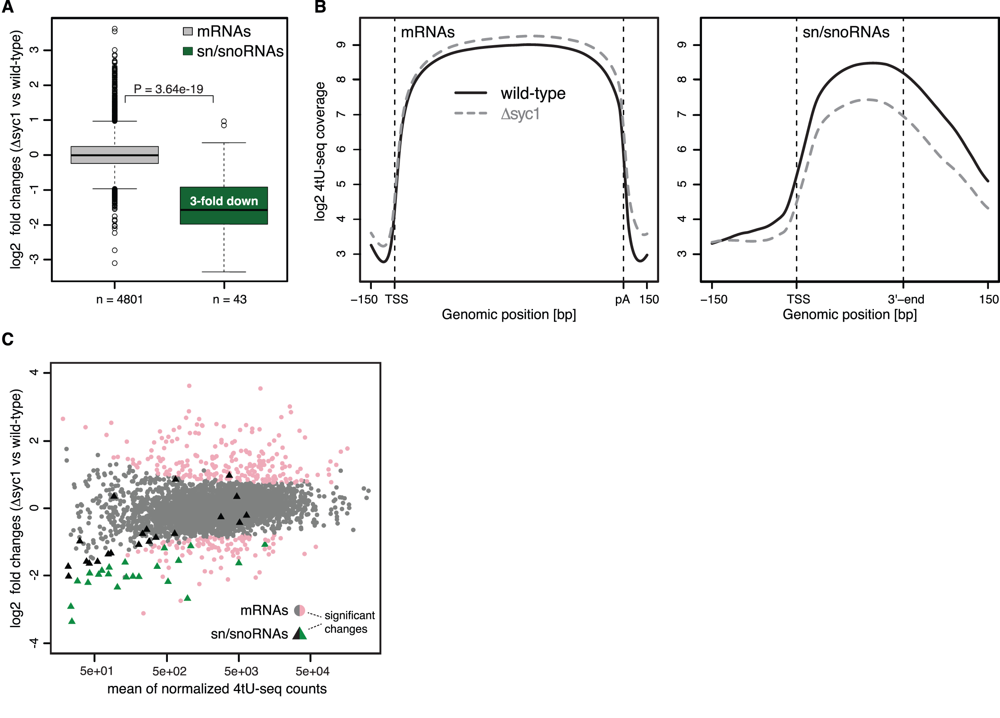 A
log2 fold changes (Δsyc1 vs wild-type)
3
2
1
0
-1
-2
-3
mRNAs
sn/snoRNAs
P = 3.64e-19
3-fold down
n = 4801
n = 43
B
log2 4tU-seq coverage
9
8
7
6
5
4
3
mRNAs
wild-type
Δsyc1
−150
TSS
pA
150
Genomic position [bp]
9
8
7
6
5
4
3
sn/snoRNAs
−150
TSS
3'−end
150
Genomic position [bp]
C
log2 fold changes (Δsyc1 vs wild-type)
4
2
0
-2
-4
mRNAs
sn/snoRNAs
significant
changes
5e+01
5e+02
5e+03
5e+04
mean of normalized 4tU-seq counts